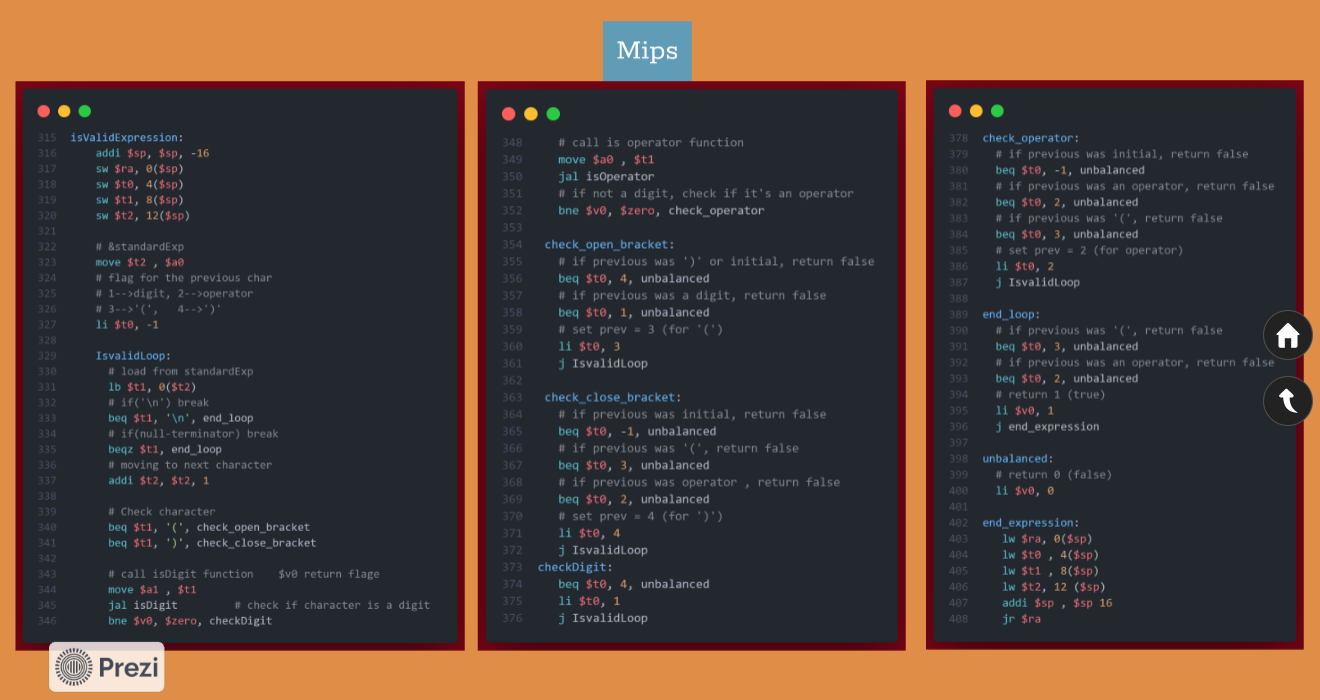 Mips
315 isValidExpression:
316 addi $sp, $sp, -16
317 sw $ra, 0($sp)
318 sw $t0, 4($sp)
319 sw $t1, 8($sp)
320 sw $t2, 12($sp)
321
322 # &standardExp
323 move $t2 , $a0
324 # flag for the previous char
325 # 1-->digit, 2-->operator
326 # 3-->'(',   4-->')'
327 li $t0, -1
328
329 IsvalidLoop:
330 # load from standardExp
331 lb $t1, 0($t2)
332 # if('\n') break
333 beq $t1, '\n', end_loop
334 # if(null-terminator) break
335 beqz $t1, end_loop
336 # moving to next character
337 addi $t2, $t2, 1
338
339 # Check character
340 beq $t1, '(', check_open_bracket
341 beq $t1, ')', check_close_bracket
342
343 # call isDigit function    $v0 return flage
344 move $a1 , $t1
345 jal isDigit        # check if character is a digit
346 bne $v0, $zero, checkDigit
348 # call is operator function
349 move $a0 , $t1
350 jal isOperator
351 # if not a digit, check if it's an operator
352 bne $v0, $zero, check_operator
353
354 check_open_bracket:
355 # if previous was ')' or initial, return false
356 beq $t0, 4, unbalanced
357 # if previous was a digit, return false
358 beq $t0, 1, unbalanced
359 # set prev = 3 (for '(')
360 li $t0, 3
361 j IsvalidLoop
362
363 check_close_bracket:
364 # if previous was initial, return false
365 beq $t0, -1, unbalanced
366 # if previous was '(', return false
367 beq $t0, 3, unbalanced
368 # if previous was operator , return false
369 beq $t0, 2, unbalanced
370 # set prev = 4 (for ')')
371 li $t0, 4
372 j IsvalidLoop
373 checkDigit:
374 beq $t0, 4, unbalanced
375 li $t0, 1
376 j IsvalidLoop
378 check_operator:
379 # if previous was initial, return false
380 beq $t0, -1, unbalanced
381 # if previous was an operator, return false
382 beq $t0, 2, unbalanced
383 # if previous was '(', return false
384 beq $t0, 3, unbalanced
385 # set prev = 2 (for operator)
386 li $t0, 2
387 j IsvalidLoop
388
389 end_loop:
390 # if previous was '(', return false
391 beq $t0, 3, unbalanced
392 # if previous was an operator, return false
393 beq $t0, 2, unbalanced
394 # return 1 (true)
395 li $v0, 1
396 j end_expression
397
398 unbalanced:
399 # return 0 (false)
400 li $v0, 0
401
402 end_expression:
403 lw $ra, 0($sp)
404 lw $t0 , 4($sp)
405 lw $t1 , 8($sp)
406 lw $t2, 12 ($sp)
407 addi $sp , $sp 16
408 jr $ra
Prezi